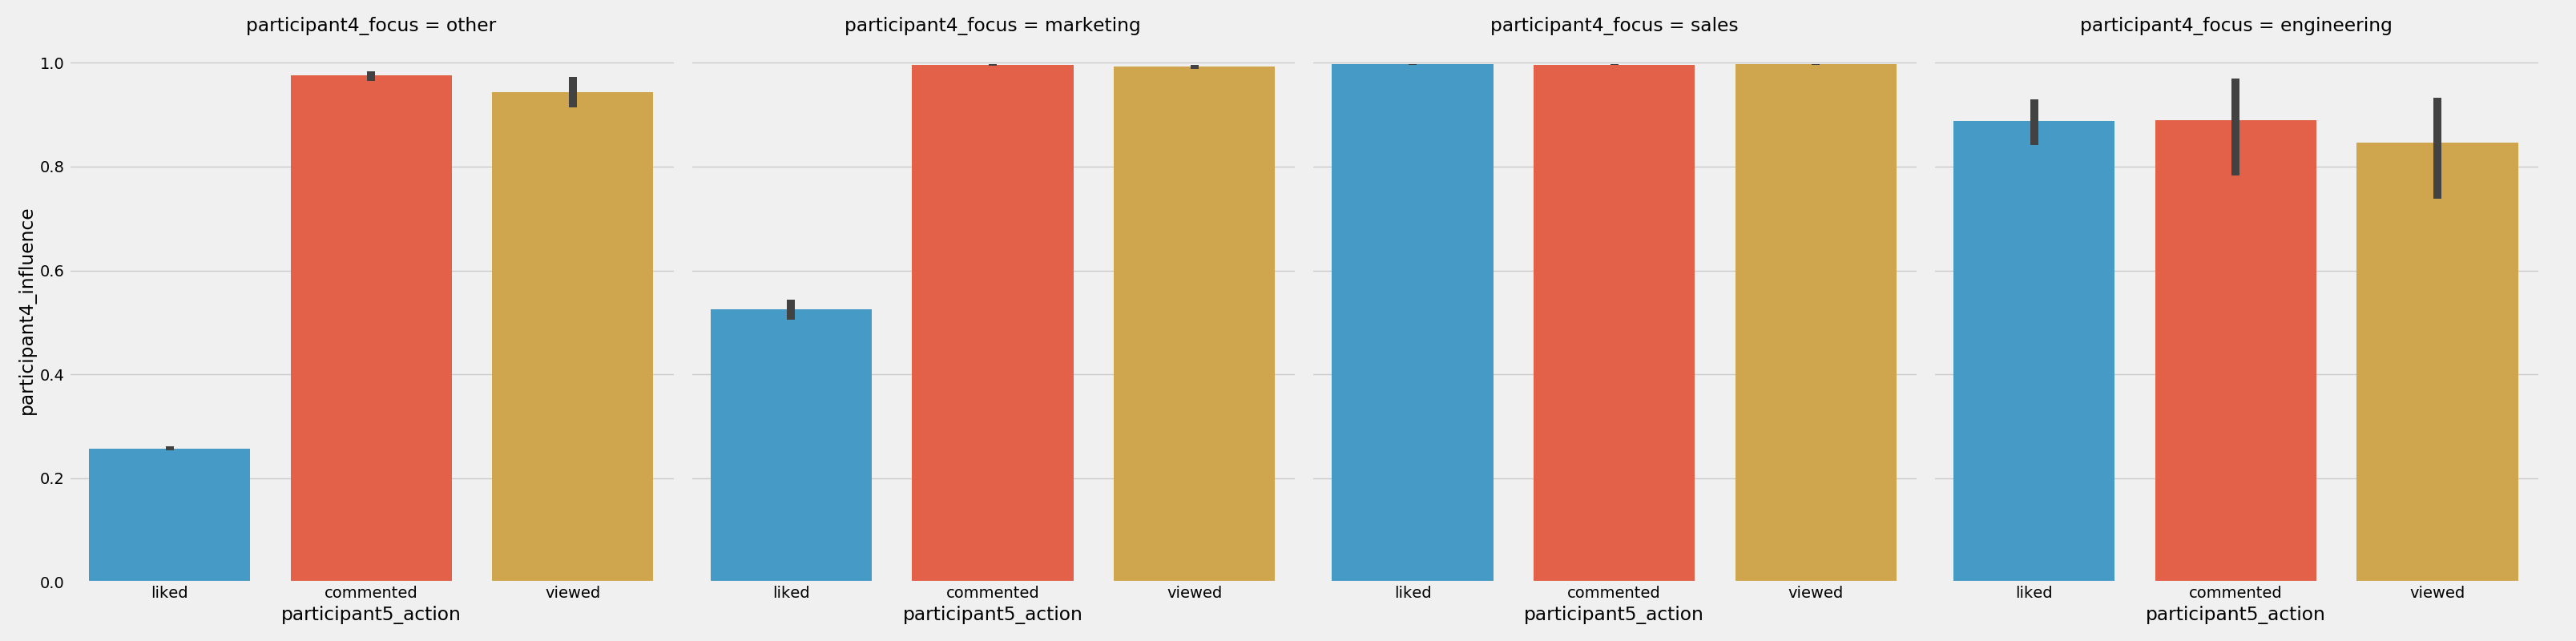 participant4_focus = other
participant4_focus = marketing
participant4_focus = sales
participant4_focus = engineering
participant4_influence
1.0
0.8
0.6
0.4
0.2
0.0
liked commented viewed
participant5_action
liked commented viewed
participant5_action
liked commented viewed
participant5_action
liked commented viewed
participant5_action